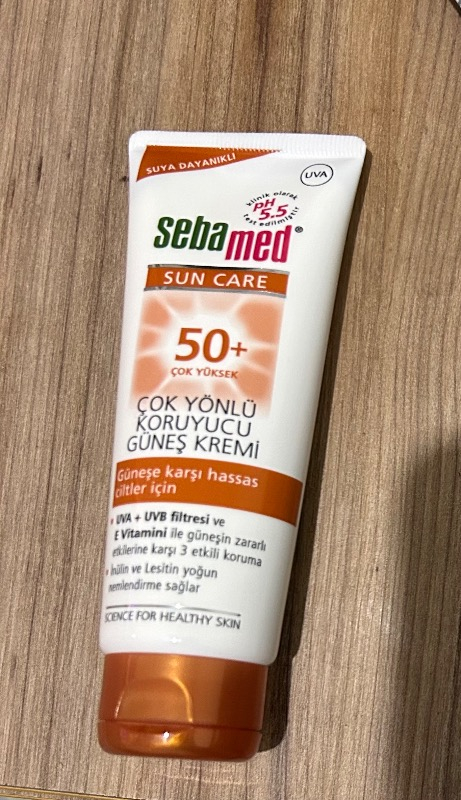 SUYA DAYANIKLI
UVA
klinik olarak
pH 5.5
test edilmiştir
sebamed®
SUN CARE
50+
ÇOK YÜKSEK
ÇOK YÖNLÜ
KORUYUCU
GÜNEŞ KREMİ
Güneşe karşı hassas
ciltler için
• UVA + UVB filtresi ve
E Vitamini ile güneşin zararlı
etkilerine karşı 3 etkili koruma
• İnülin ve Lesitin yoğun
nemlendirme sağlar
SCIENCE FOR HEALTHY SKIN